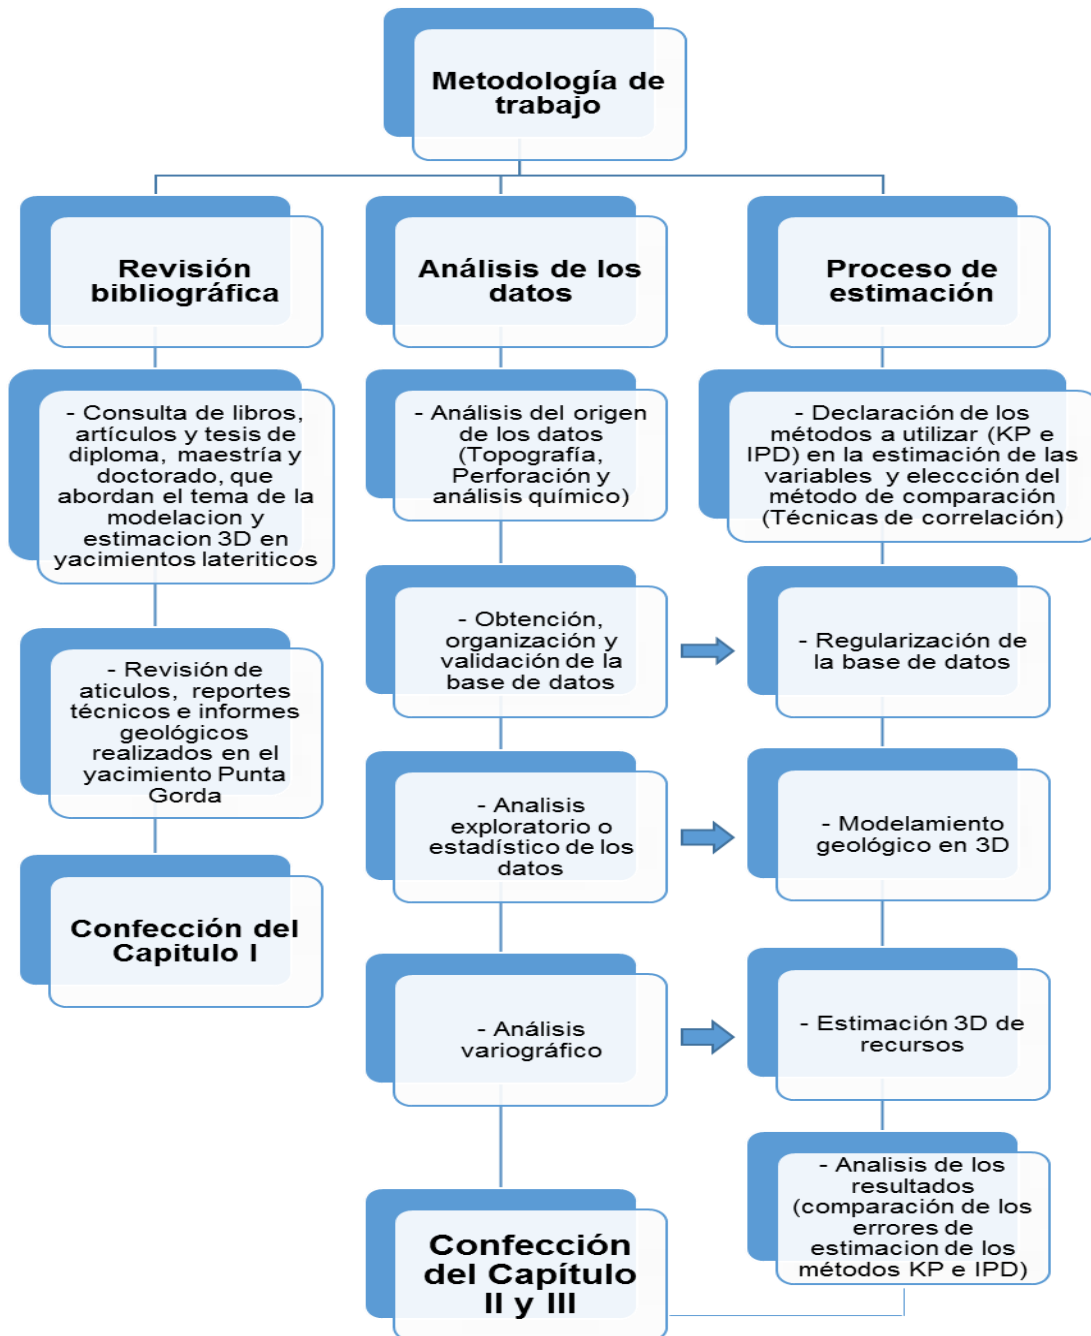 Metodología de
trabajo
Revisión
bibliográfica
- Consulta de libros,
artículos y tesis de
diploma, maestría y
doctorado, que
abordan el tema de la
modelacion y
estimacion 3D en
yacimientos lateriticos
- Revisión de
aticulos, reportes
técnicos e informes
geológicos
realizados en el
yacimiento Punta
Gorda
Confección del
Capitulo I
Análisis de los
datos
- Análisis del origen
de los datos
(Topografía,
Perforación y
análisis químico)
- Obtención,
organización y
validación de la
base de datos
- Analisis
exploratorio o
estadístico de los
datos
- Análisis
variográfico
Confección
del Capítulo
II y III
Proceso de
estimación
- Declaración de los
métodos a utilizar (KP e
IPD) en la estimación de las
variables y eleccción del
método de comparación
(Técnicas de correlación)
- Regularización de
la base de datos
- Modelamiento
geológico en 3D
- Estimación 3D de
recursos
- Analisis de los
resultados
(comparación de los
errores de
estimacion de los
métodos KP e IPD)